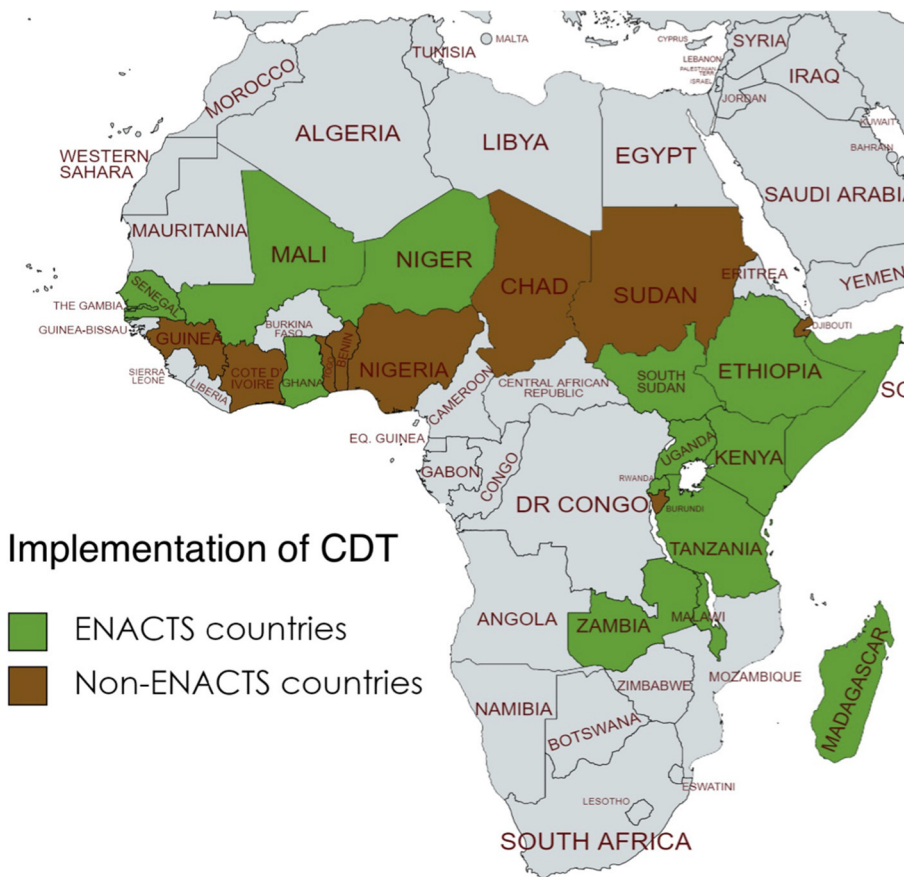 TUNISIA
MALTA
CYPRUS
SYRIA
LEBANON
PALESTINIAN
TERR
ISRAEL
IRAQ
MOROCCO
JORDAN
KUWAIT
ALGERIA
LIBYA
EGYPT
BAHRAIN
WESTERN
SAHARA
SAUDI ARABIA
MAURITANIA
MALI
NIGER
CHAD
SUDAN
ERITREA
YEMEN
SENEGAL
THE GAMBIA
GUINEA-BISSAU
GUINEA
BURKINA
FASO
BENIN
TOGO
NIGERIA
DJIBOUTI
SIERRA
LEONE
LIBERIA
COTE D'
IVOIRE
GHANA
CAMEROON
CENTRAL AFRICAN
REPUBLIC
SOUTH
SUDAN
ETHIOPIA
SO
EQ. GUINEA
GABON
CONGO
UGANDA
KENYA
RWANDA
DR CONGO
BURUNDI
TANZANIA
Implementation of CDT
ENACTS countries
Non-ENACTS countries
ANGOLA
ZAMBIA
MALAWI
MOZAMBIQUE
ZIMBABWE
MADAGASCAR
NAMIBIA
BOTSWANA
ESWATINI
LESOTHO
SOUTH AFRICA